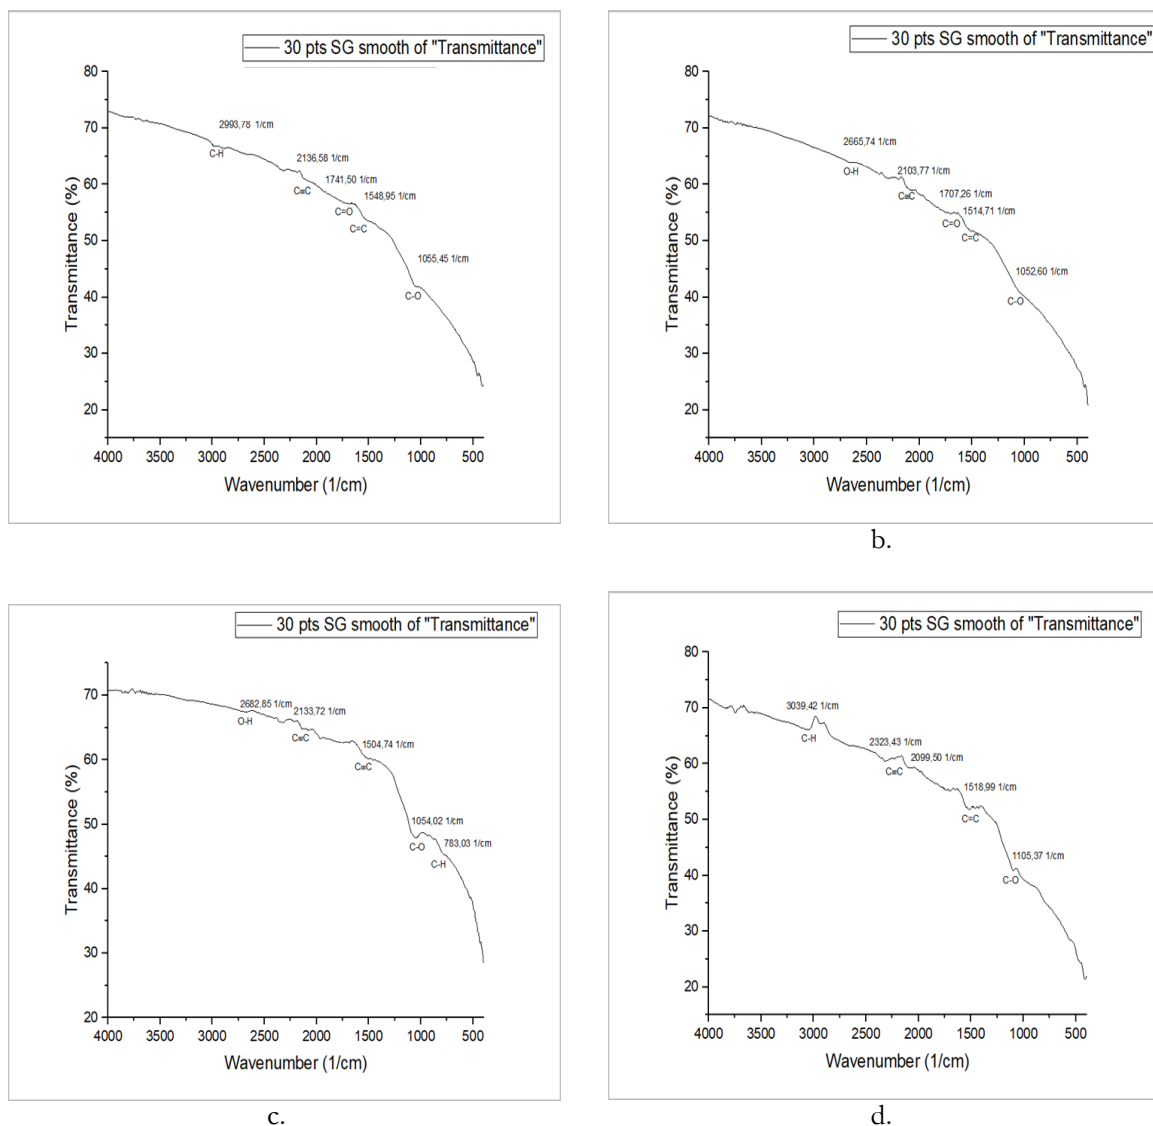 30 pts SG smooth of "Transmittance"
80
70
60
50
40
30
20
Transmittance (%)
2993,78 1/cm
C-H
2136,58 1/cm
C≡C
1741,50 1/cm
C=O
1548,95 1/cm
C=C
1055,45 1/cm
C-O
4000 3500 3000 2500 2000 1500 1000 500
Wavenumber (1/cm)
30 pts SG smooth of "Transmittance"
80
70
60
50
40
30
20
Transmittance (%)
2665,74 1/cm
O-H
2103,77 1/cm
C≡C
1707,26 1/cm
C=O
1514,71 1/cm
C=C
1052,60 1/cm
C-O
4000 3500 3000 2500 2000 1500 1000 500
Wavenumber (1/cm)
b.
30 pts SG smooth of "Transmittance"
70
60
50
40
30
20
Transmittance (%)
2682,85 1/cm
O-H
2133,72 1/cm
C≡C
1504,74 1/cm
C=C
1054,02 1/cm
C-O
783,03 1/cm
C-H
4000 3500 3000 2500 2000 1500 1000 500
Wavenumber (1/cm)
c.
30 pts SG smooth of "Transmittance"
80
70
60
50
40
30
20
Transmittance (%)
3039,42 1/cm
C-H
2323,43 1/cm
C≡C
2099,50 1/cm
1518,99 1/cm
C=C
1105,37 1/cm
C-O
4000 3500 3000 2500 2000 1500 1000 500
Wavenumber (1/cm)
d.